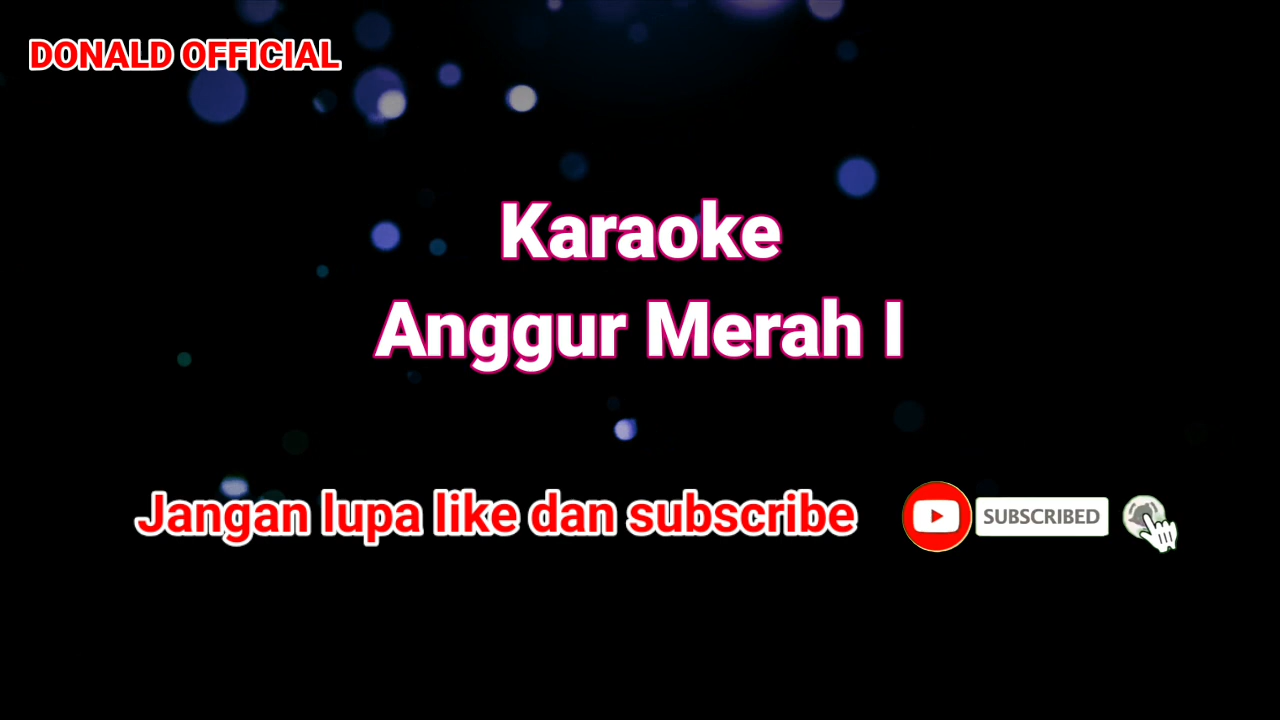 DONALD OFFICIAL
Karaoke
Anggur Merah I
Jangan lupa like dan subscribe
SUBSCRIBED